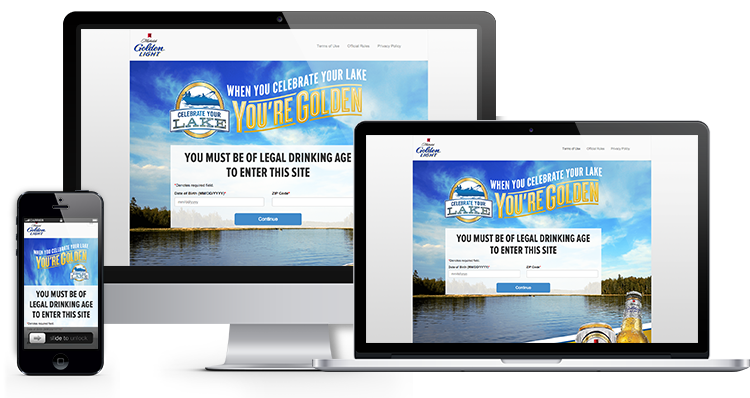 Michelob
Golden
LIGHT
Terms of Use Official Rules Privacy Policy
WHEN YOU CELEBRATE YOUR LAKE
YOU'RE GOLDEN
CELEBRATE YOUR
LAKE
YOU MUST BE OF LEGAL DRINKING AGE
TO ENTER THIS SITE
*Denotes required field.
Date of Birth (MM/DD/YYYY)* ZIP Code*
mm/dd/yyyy
Continue
Golden
LIGHT
Terms of Use Official Rules Privacy Policy
WHEN YOU CELEBRATE YOUR LAKE
YOU'RE GOLDEN
CELEBRATE YOUR
LAKE
YOU MUST BE OF LEGAL DRINKING AGE
TO ENTER THIS SITE
*Denotes required field.
Date of Birth (MM/DD/YYYY)* ZIP Code*
mm/dd/yyyy
Continue
Golden
LIGHT
WHEN YOU CELEBRATE YOUR LAKE
YOU'RE GOLDEN
LAKE
YOU MUST BE OF
LEGAL DRINKING AGE
TO ENTER THIS SITE
*Denotes required field.
slide to unlock